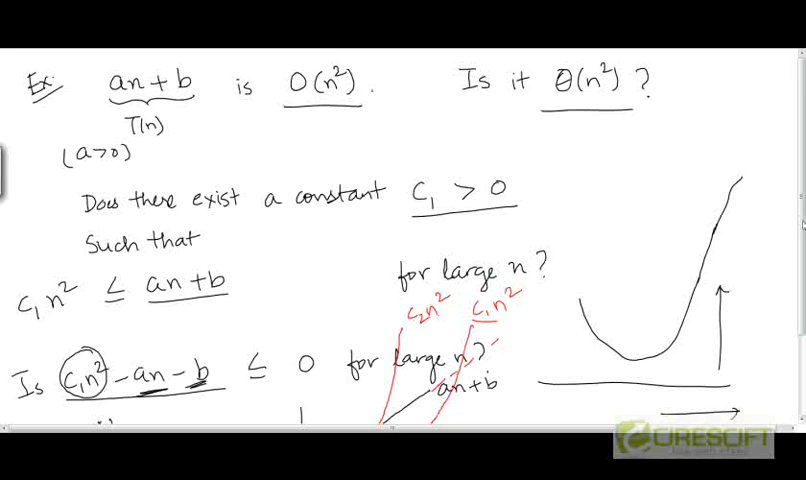 Ex: an + b is O(n²). Is it Θ(n²)?
T(n)
(a>0)
Does there exist a constant C₁ > 0
Such that
C₁n² ≤ an+b for large n?
C₂n² C₁n²
Is C₁n² - an - b ≤ 0 for large n?
an+b
CIRESOFT